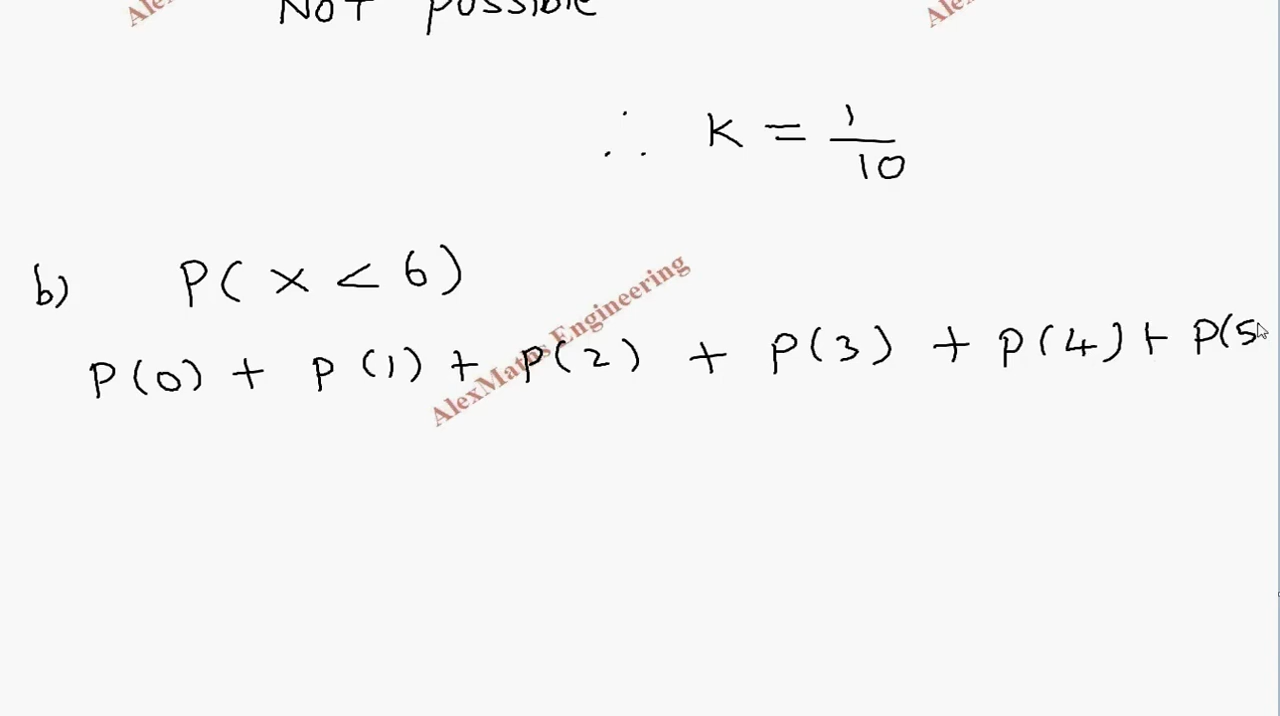 Not possible
∴ K = 1/10
b) P( x < 6)
P(0) + P(1) + P(2) + P(3) + P(4) + P(5
AlexMaths Engineering